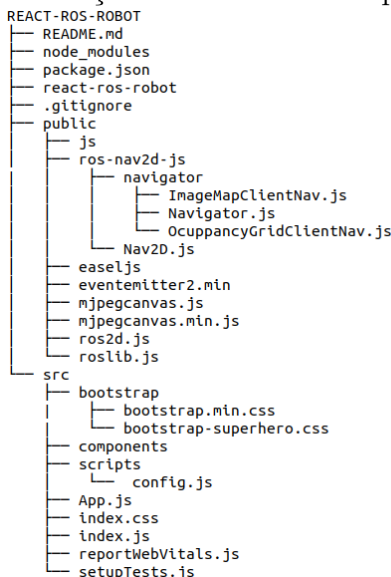 REACT-ROS-ROBOT
├── README.md
├── node_modules
├── package.json
├── react-ros-robot
├── .gitignore
├── public
│   ├── js
│   ├── ros-nav2d-js
│   │   ├── navigator
│   │   │   ├── ImageMapClientNav.js
│   │   │   ├── Navigator.js
│   │   │   └── OcuppancyGridClientNav.js
│   │   └── Nav2D.js
│   ├── easeljs
│   ├── eventemitter2.min
│   ├── mjpegcanvas.js
│   ├── mjpegcanvas.min.js
│   ├── ros2d.js
│   └── roslib.js
└── src
    ├── bootstrap
    |   ├── bootstrap.min.css
    |   └── bootstrap-superhero.css
    ├── components
    ├── scripts
    │   └──  config.js
    ├── App.js
    ├── index.css
    ├── index.js
    ├── reportWebVitals.js
    └── setupTests.js